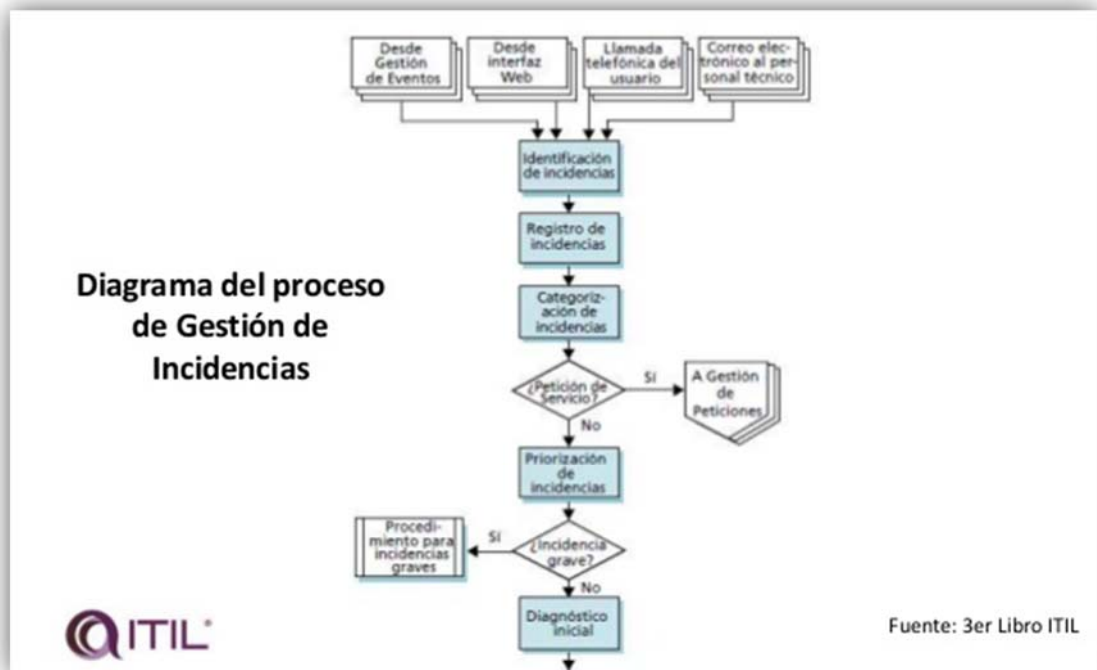 Desde
Gestión
de Eventos
Desde
interfaz
Web
Llamada
telefónica del
usuario
Correo elec-
trónico al per-
sonal técnico
Identificación
de incidencias
Registro de
incidencias
Categoriz-
ación de
incidencias
¿Petición de
Servicio?
Sí
A Gestión
de
Peticiones
No
Priorización
de
incidencias
Diagrama del proceso
de Gestión de
Incidencias
¿Incidencia
grave?
Sí
Procedi-
miento para
incidencias
graves
No
Diagnóstico
inicial
ITIL®
Fuente: 3er Libro ITIL